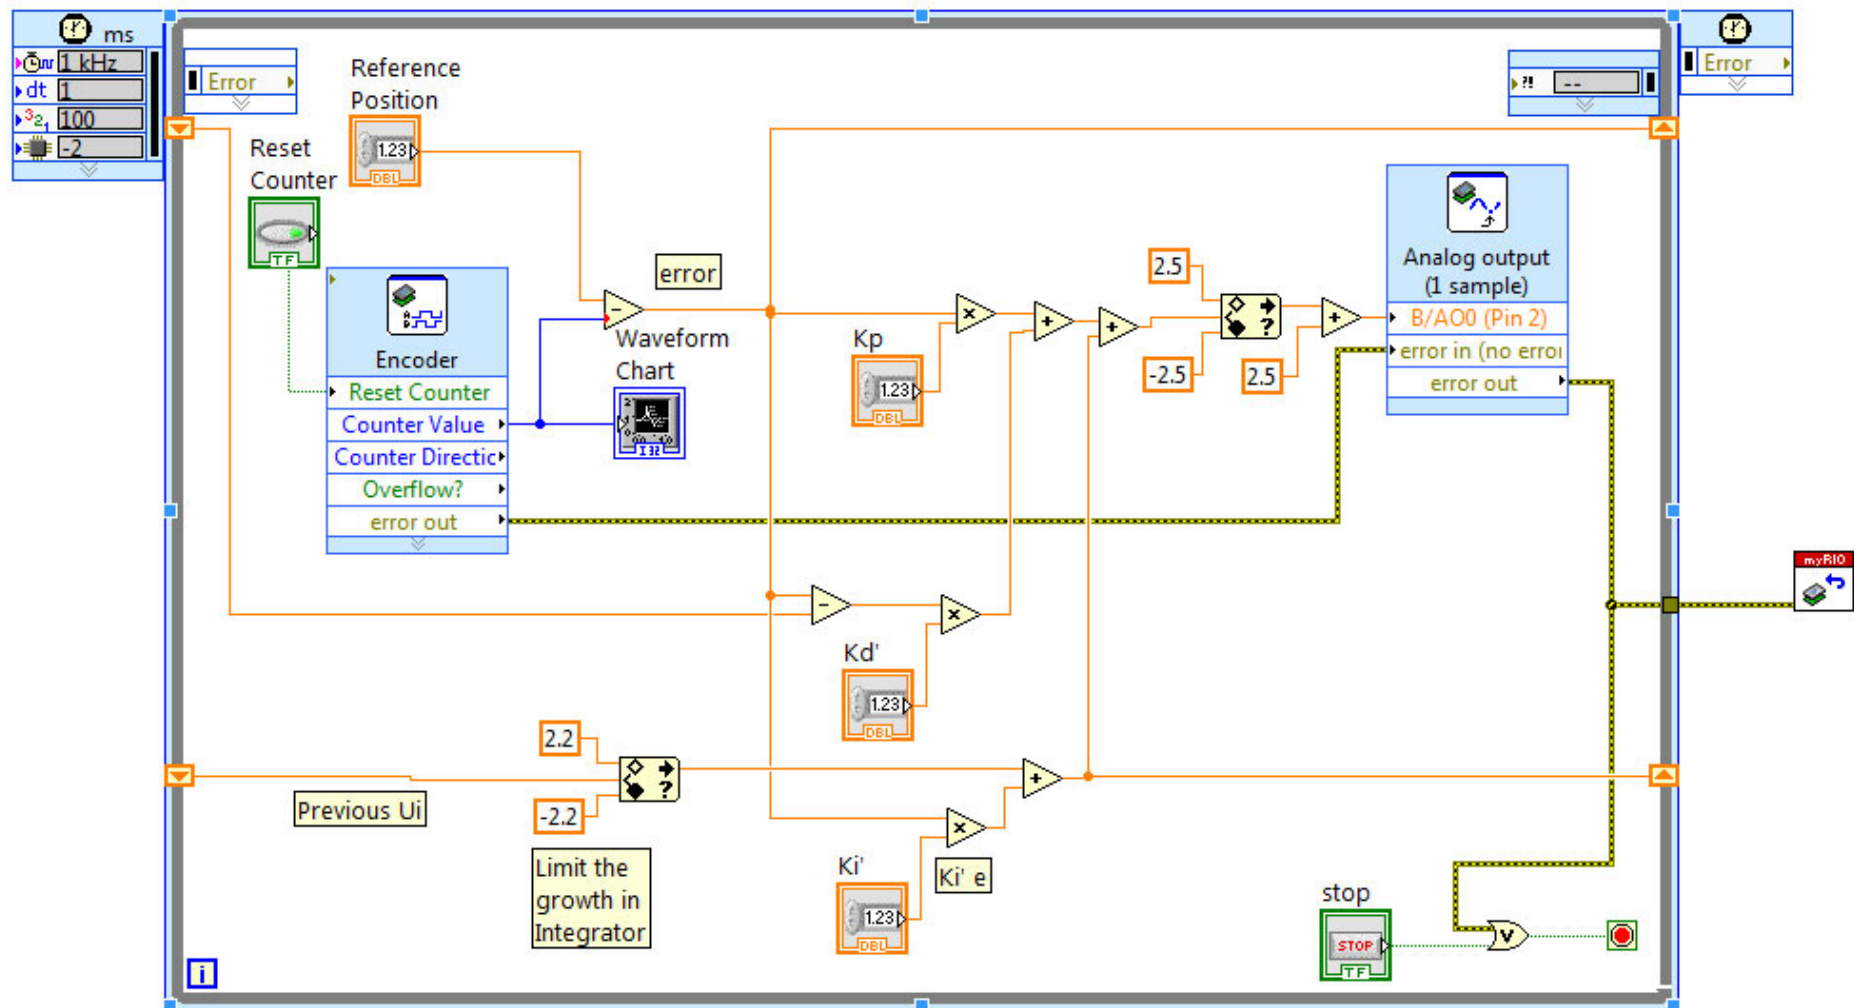 ms
1 kHz
dt 1
100
-2
Error
Reference
Position
1.23
DBL
Reset
Counter
TF
Encoder
Reset Counter
Counter Value
Counter Directic
Overflow?
error out
error
Waveform
Chart
I32
Kp
1.23
DBL
2.5
-2.5
2.5
?
?!
--
Error
Analog output
(1 sample)
B/AO0 (Pin 2)
error in (no erroi
error out
myRIO
Kd'
1.23
DBL
Previous Ui
2.2
-2.2
?
Limit the
growth in
Integrator
Ki'
1.23
DBL
Ki' e
stop
STOP
TF
i